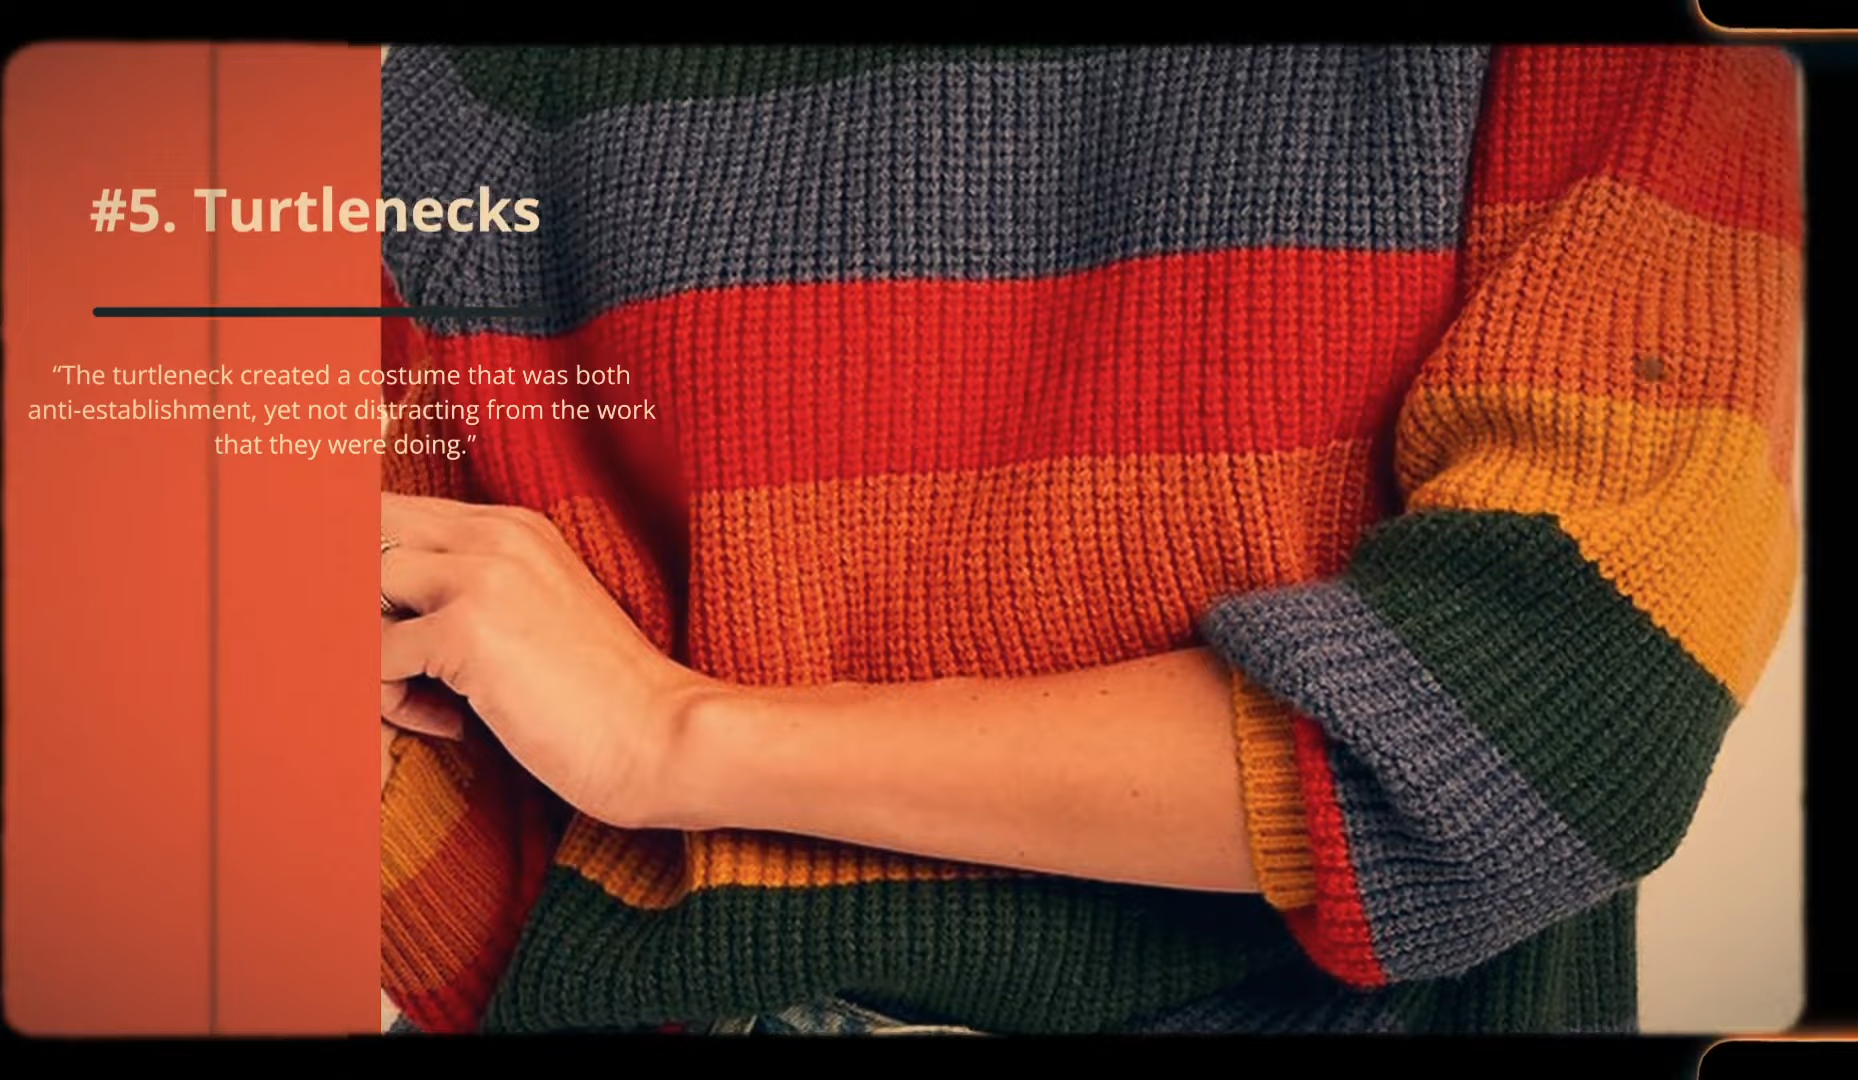 #5. Turtlenecks
“The turtleneck created a costume that was both
anti-establishment, yet not distracting from the work
that they were doing.”